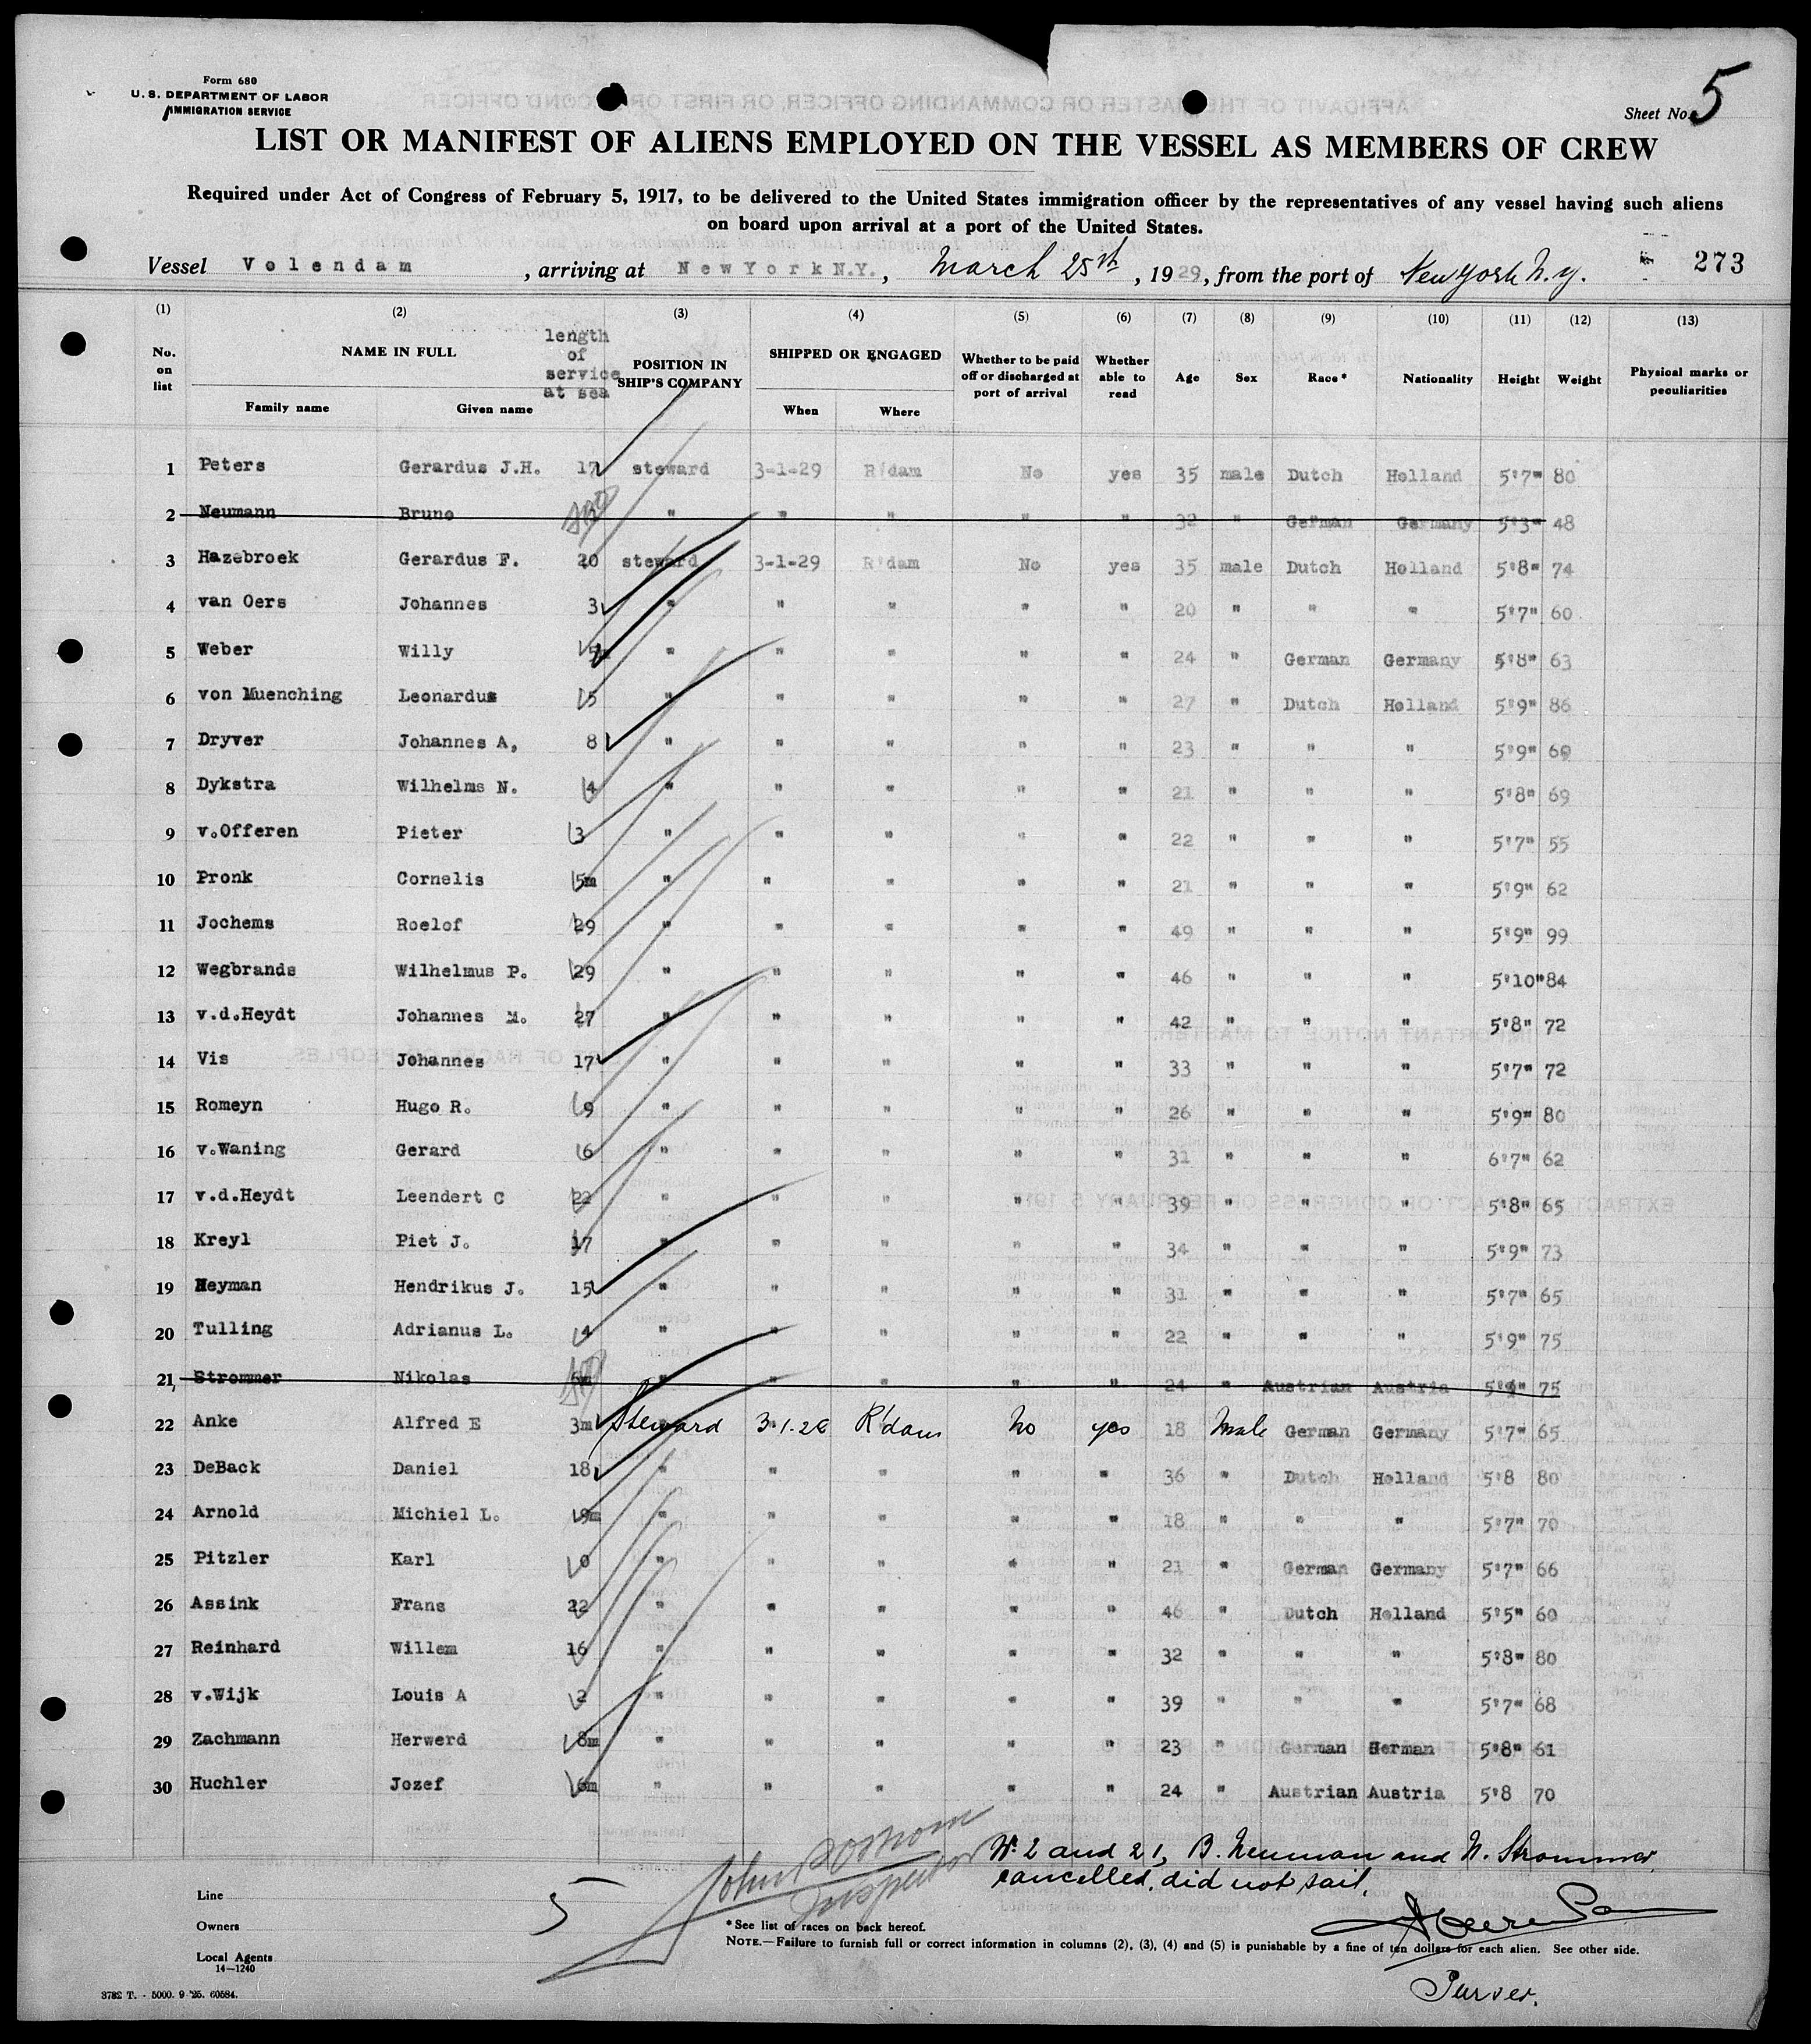 Form 680
U. S. DEPARTMENT OF LABOR
IMMIGRATION SERVICE
Sheet No. 5
LIST OR MANIFEST OF ALIENS EMPLOYED ON THE VESSEL AS MEMBERS OF CREW
Required under Act of Congress of February 5, 1917, to be delivered to the United States immigration officer by the representatives of any vessel having such aliens
on board upon arrival at a port of the United States.
Vessel Volendam, arriving at New York N.Y., March 25th, 1929, from the port of New York N.Y. 273
(1) (2) (3) (4) (5) (6) (7) (8) (9) (10) (11) (12) (13)
No. on list NAME IN FULL Family name Given name length of service at sea POSITION IN SHIP'S COMPANY SHIPPED OR ENGAGED When Where Whether to be paid off or discharged at port of arrival Whether able to read Age Sex Race* Nationality Height Weight Physical marks or peculiarities
1 Peters Gerardus J.H. 17 steward 3-1-29 R'dam No yes 35 male Dutch Holland 5'7" 80
2 Neumann Bruno " " " " " 32 " German Germany 5'3" 48
3 Hazebroek Gerardus F. 20 steward 3-1-29 R'dam No yes 35 male Dutch Holland 5'8" 74
4 van Oers Johannes 3 " " " " " 20 " " " 5'7" 60
5 Weber Willy " " " " " 24 " German Germany 5'8" 63
6 von Muenching Leonardus 5 " " " " " 27 " Dutch Holland 5'9" 86
7 Dryver Johannes A, 8 " " " " " 23 " " " 5'9" 60
8 Dykstra Wilhelms N. 4 " " " " " 21 " " " 5'8" 69
9 v.Offeren Pieter 3 " " " " " 22 " " " 5'7" 55
10 Pronk Cornelis 5m " " " " " 21 " " " 5'9" 62
11 Jochems Roelof 29 " " " " " 49 " " " 5'9" 99
12 Wegbrands Wilhelmus P. 29 " " " " " 46 " " " 5'10" 84
13 v.d.Heydt Johannes M. 27 " " " " " 42 " " " 5'8" 72
14 Vis Johannes 17 " " " " " 33 " " " 5'7" 72
15 Romeyn Hugo R. 9 " " " " " 26 " " " 5'9" 80
16 v.Waning Gerard 6 " " " " " 31 " " " 6'7" 62
17 v.d.Heydt Leendert C 22 " " " " " 39 " " " 5'8" 65
18 Kreyl Piet J. 17 " " " " " 34 " " " 5'9" 73
19 Heyman Hendrikus J. 15 " " " " " 31 " " " 5'7" 65
20 Tulling Adrianus L. 4 " " " " " 22 " " " 5'9" 75
21 Strommer Nikolas " " " " " 24 " Austrian Austria 75
22 Anke Alfred E 3m Steward R'dam No yes 18 Male German Germany 5'7" 65
23 DeBack Daniel 18 " " " " " 36 " Dutch Holland 5'8 80
24 Arnold Michiel L. 9m " " " " " 18 " " " 5'7" 70
25 Pitzler Karl 0 " " " " " 21 " German Germany 5'7" 66
26 Assink Frans 22 " " " " " 46 " Dutch Holland 5'5" 60
27 Reinhard Willem 16 " " " " " 32 " " " 5'8" 80
28 v.Wijk Louis A 2 " " " " " 39 " " " 5'7" 68
29 Zachmann Herwerd 8m " " " " " 23 " German German 5'8" 61
30 Huchler Jozef 6m " " " " " 24 " Austrian Austria 5'8 70
Nº 2 and 21, B. Neuman and N. Strommer
cancelled, did not sail.
Line
Owners
Local Agents
14—1240
5
John
Inspector
*See list of races on back hereof.
NOTE.—Failure to furnish full or correct information in columns (2), (3), (4) and (5) is punishable by a fine of ten dollars for each alien. See other side.
Purser.
3782 T. - 5000. 9-'25. 60584.